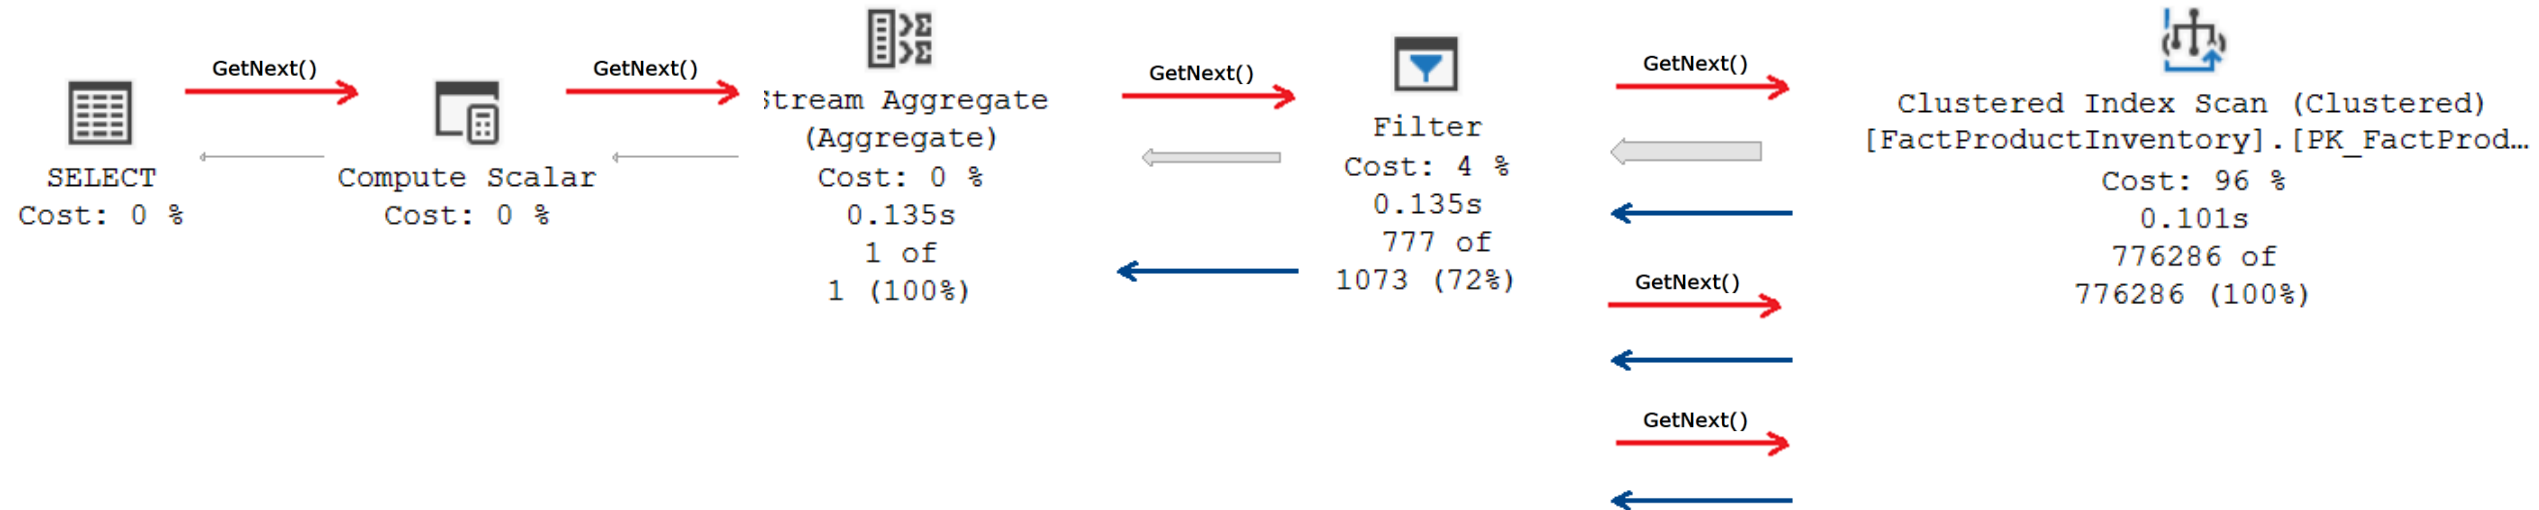 GetNext()
SELECT
Cost: 0 %
GetNext()
Compute Scalar
Cost: 0 %
Stream Aggregate
(Aggregate)
Cost: 0 %
0.135s
1 of
1 (100%)
GetNext()
Filter
Cost: 4 %
0.135s
777 of
1073 (72%)
GetNext()
GetNext()
GetNext()
Clustered Index Scan (Clustered)
[FactProductInventory].[PK_FactProd…
Cost: 96 %
0.101s
776286 of
776286 (100%)